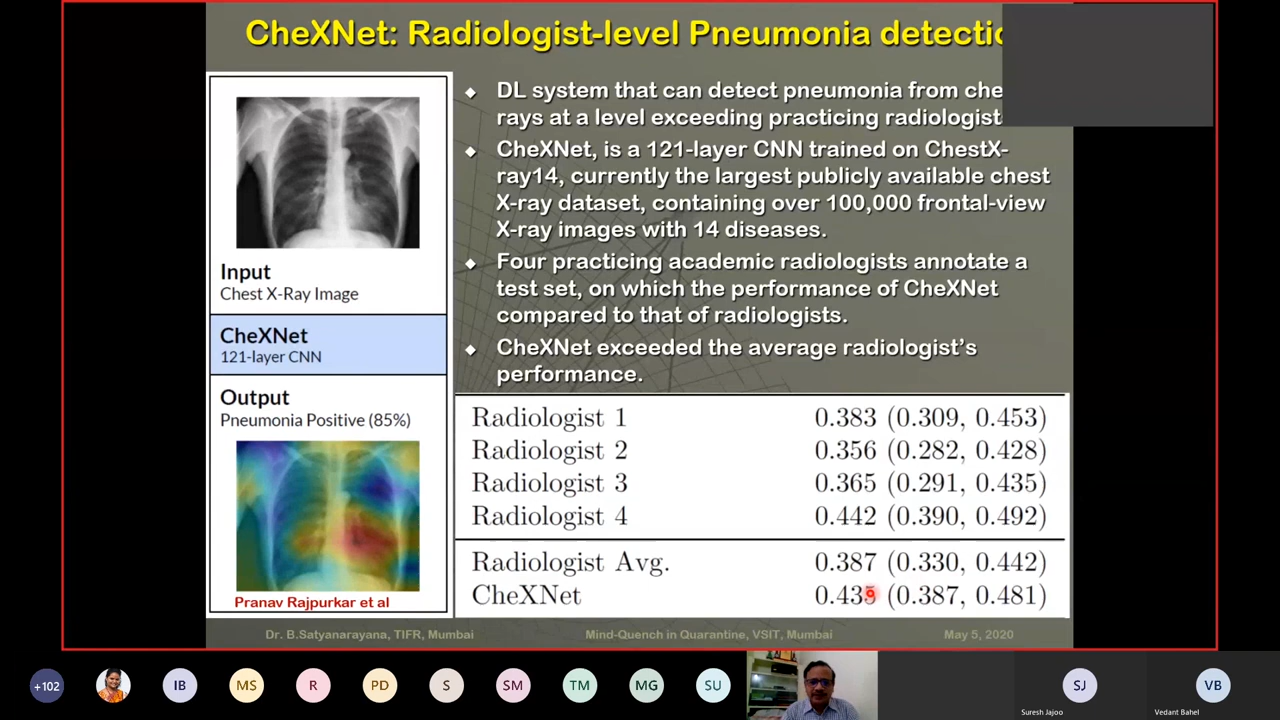 CheXNet: Radiologist-level Pneumonia
Input
Chest X-Ray Image
CheXNet
121-layer CNN
Output
Pneumonia Positive (85%)
Pranav Rajpurkar et al
DL system that can detect pneumonia from
rays at a level exceeding practicing radiologist
CheXNet, is a 121-layer CNN trained on ChestX-
ray14, currently the largest publicly available chest
X-ray dataset, containing over 100,000 frontal-view
X-ray images with 14 diseases.
Four practicing academic radiologists annotate a
test set, on which the performance of CheXNet
compared to that of radiologists.
CheXNet exceeded the average radiologist's
performance.
Radiologist 1 0.383 (0.309, 0.453)
Radiologist 2 0.356 (0.282, 0.428)
Radiologist 3 0.365 (0.291, 0.435)
Radiologist 4 0.442 (0.390, 0.492)
Radiologist Avg. 0.387 (0.330, 0.442)
CheXNet 0.435 (0.387, 0.481)
Dr. B.Satyanarayana, TIFR, Mumbai Mind-Quench in Quarantine, VSIT, Mumbai May 5, 2020
+102 IB MS R PD S SM TM MG SU SJ VB
Suresh Jajoo Vedant Bahel